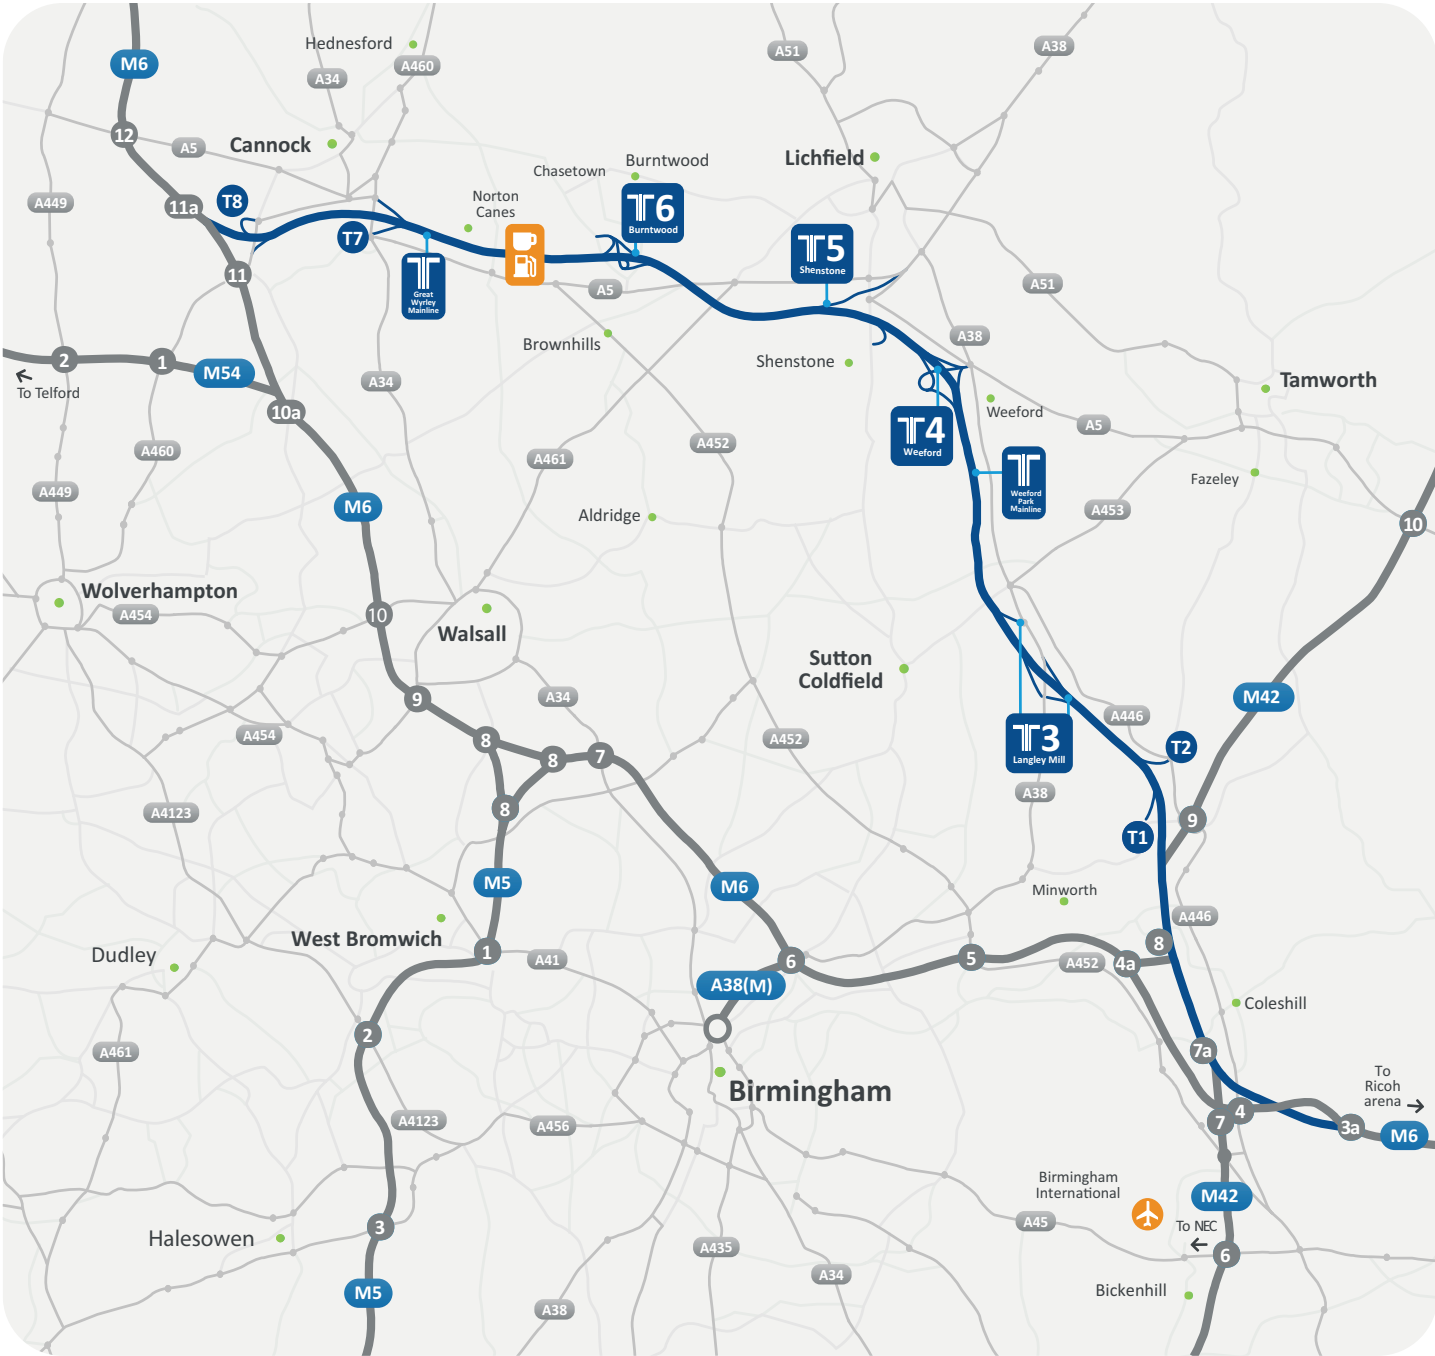 Hednesford
A34
A460
A51
A38
M6
12
A5
Cannock
Lichfield
Burntwood
Chasetown
A449
11a
T8
Norton
Canes
T6
Burntwood
T7
T5
Shenstone
11
Great
Wyrley
Mainline
A5
A51
2
1
M54
To Telford
10a
A34
Brownhills
Shenstone
A38
Tamworth
Weeford
T4
Weeford
A5
A460
A461
A452
A449
M6
Weeford
Park
Mainline
Fazeley
A453
Aldridge
10
Wolverhampton
A454
10
Walsall
Sutton
Coldfield
9
A34
M42
A446
A454
8
8
7
A452
T3
Langley Mill
T2
A38
A4123
8
9
T1
M5
M6
Minworth
A446
West Bromwich
1
A41
Dudley
6
5
A452
4a
8
A38(M)
Coleshill
2
A461
7a
Birmingham
To
Ricoh
arena
A4123
A456
7
4
3a
M6
Birmingham
International
M42
A45
To NEC
Halesowen
3
A435
6
A34
M5
A38
Bickenhill